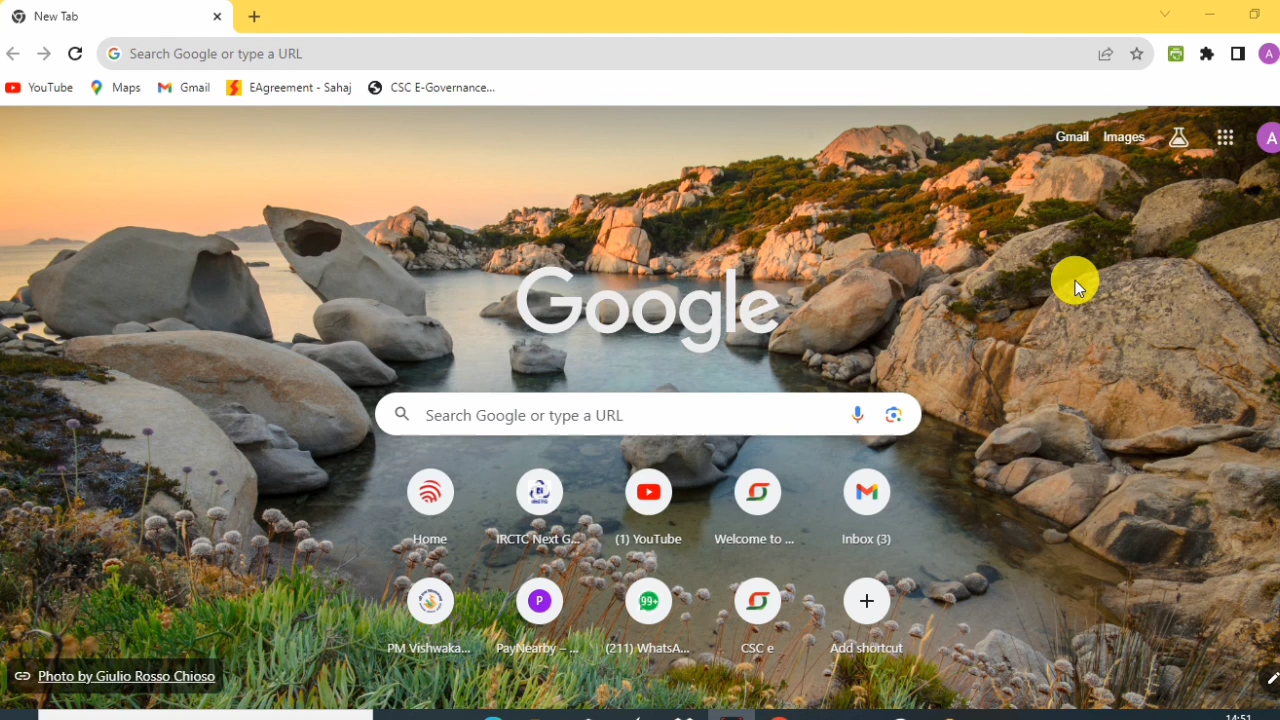 New Tab
Search Google or type a URL
YouTube Maps Gmail EAgreement - Sahaj CSC E-Governance...
Gmail Images A
Google
Search Google or type a URL
Home IRCTC Next G... (1) YouTube Welcome to ... Inbox (3)
P 99+
PM Vishwaka... PayNearby – ... (211) WhatsA... CSC e Add shortcut
Photo by Giulio Rosso Chioso
14:51